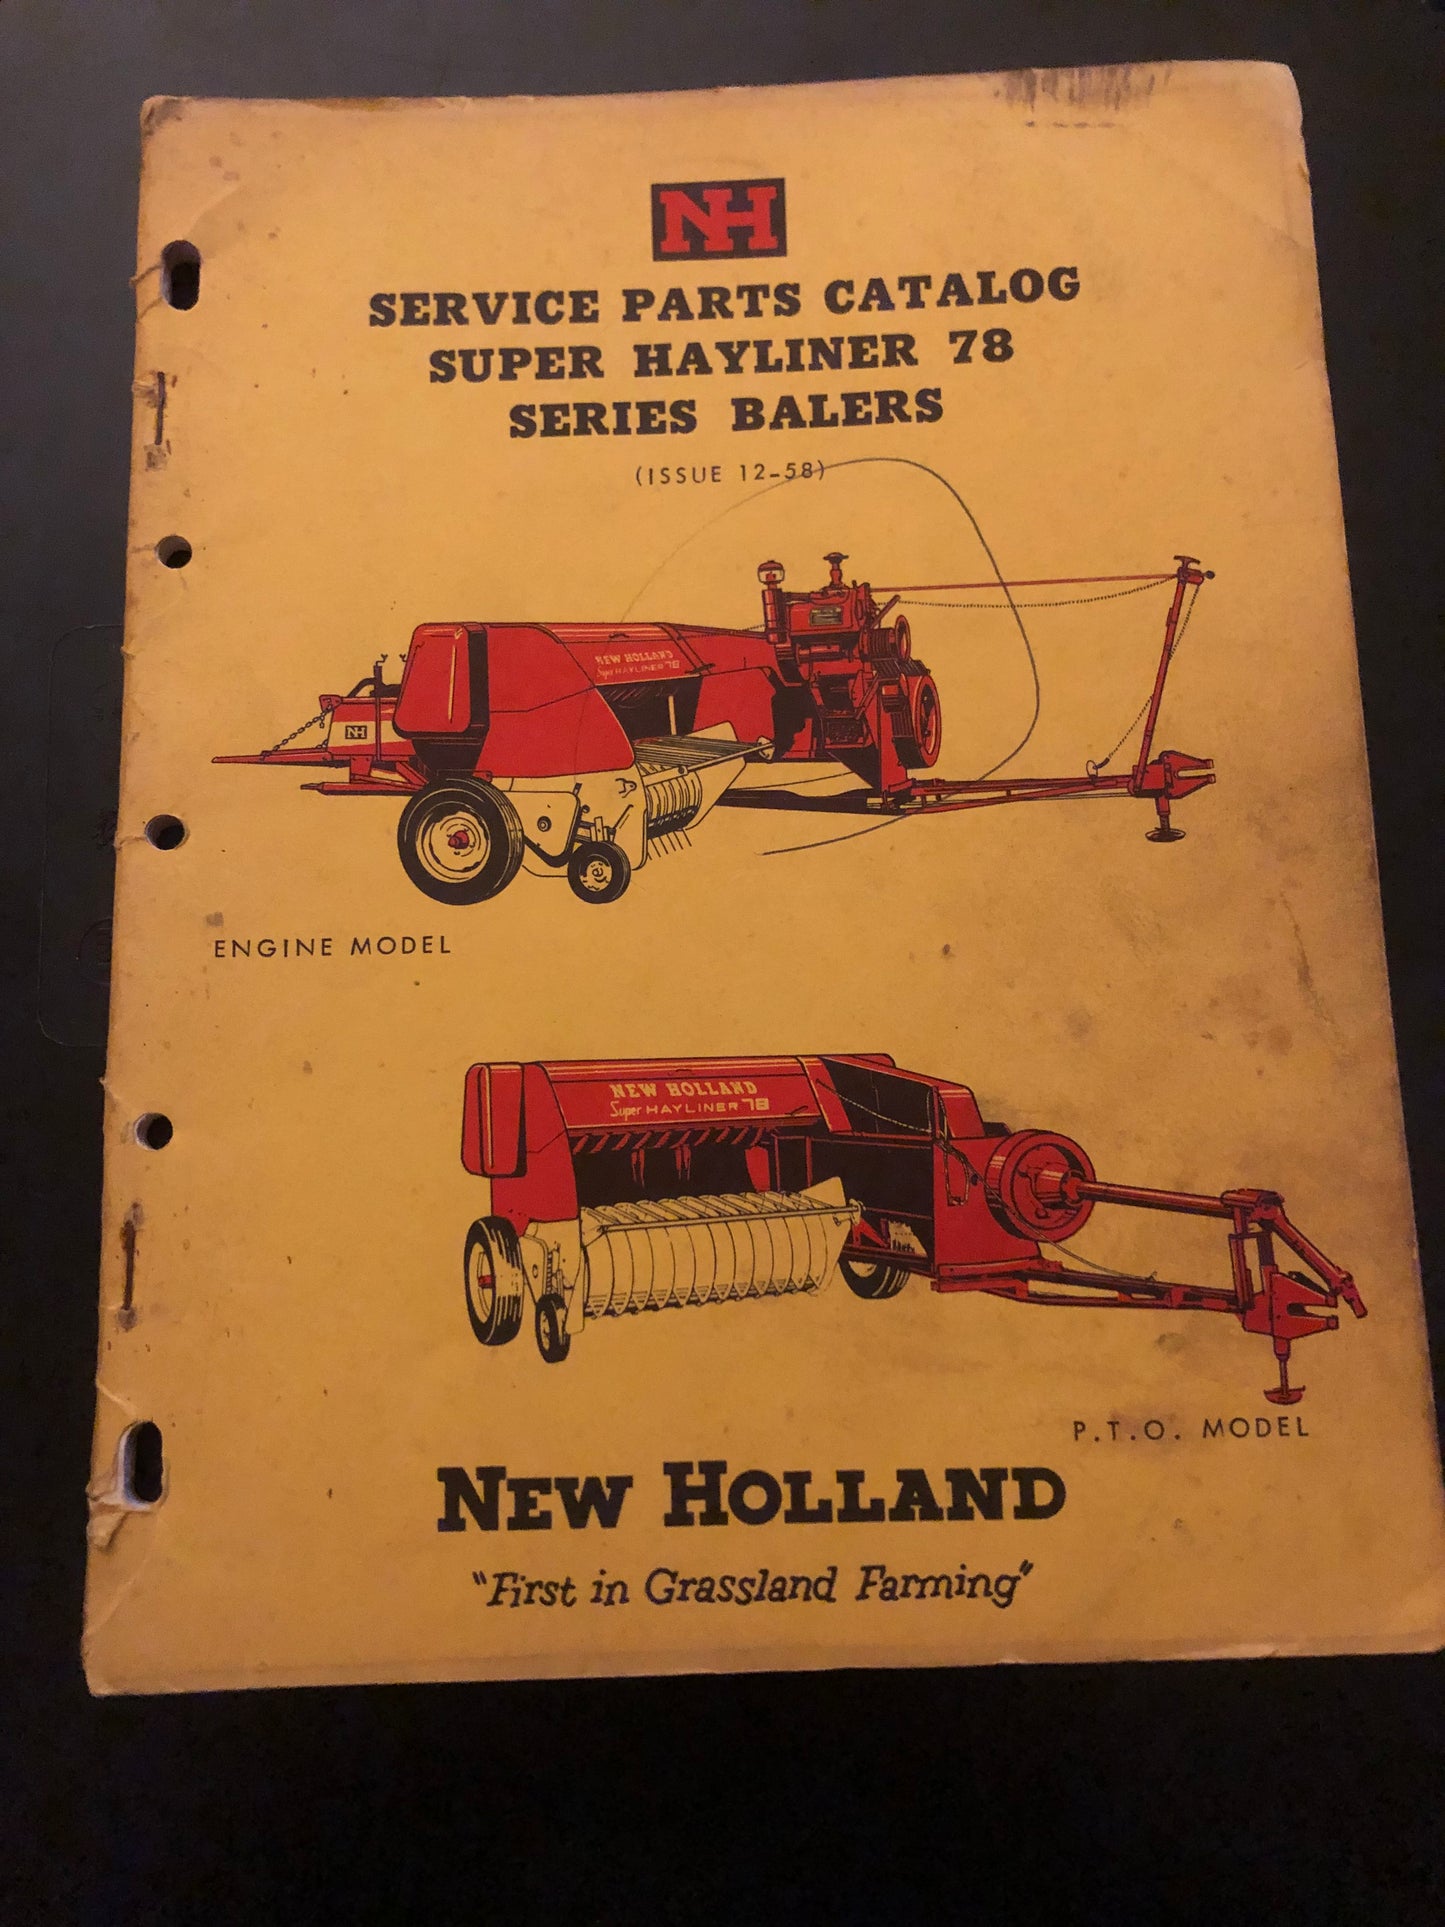 NH
SERVICE PARTS CATALOG
SUPER HAYLINER 78
SERIES BALERS
(ISSUE 12-58)
NEW HOLLAND
Super HAYLINER 78
NH
ENGINE MODEL
NEW HOLLAND
Super HAYLINER 78
P.T.O. MODEL
NEW HOLLAND
"First in Grassland Farming"